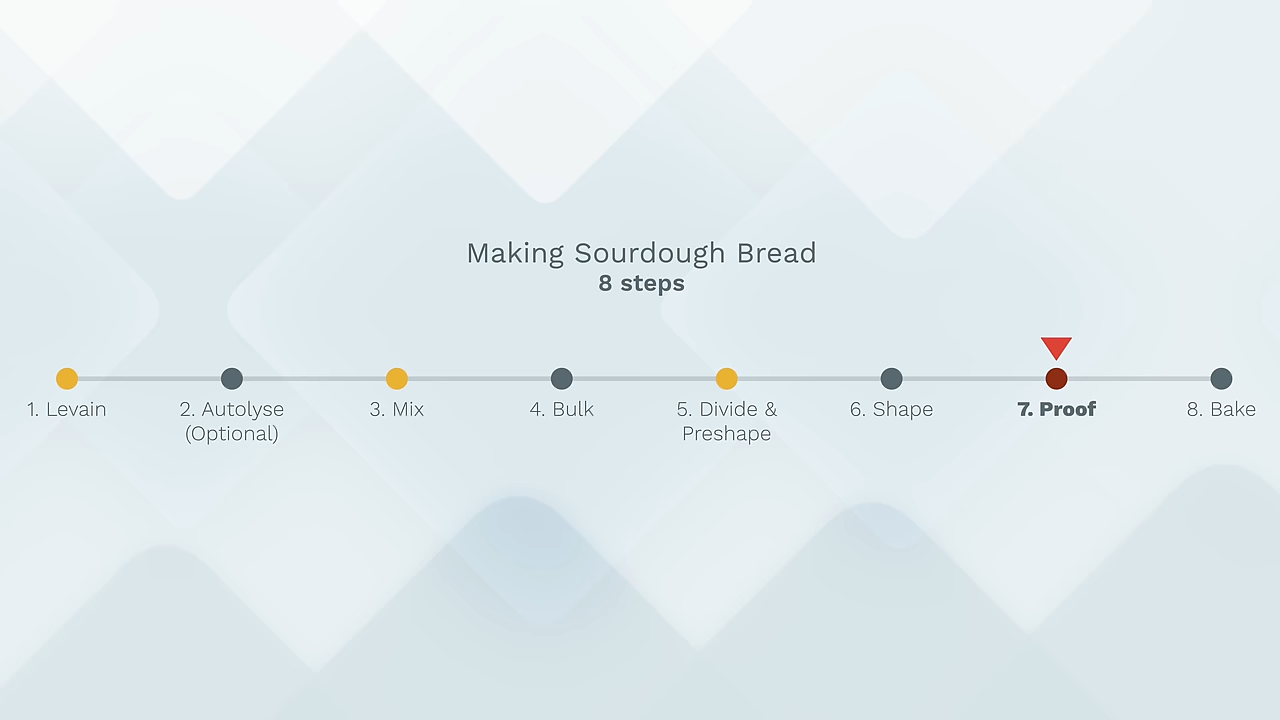 Making Sourdough Bread
8 steps
1. Levain
2. Autolyse
(Optional)
3. Mix
4. Bulk
5. Divide &
Preshape
6. Shape
7. Proof
8. Bake